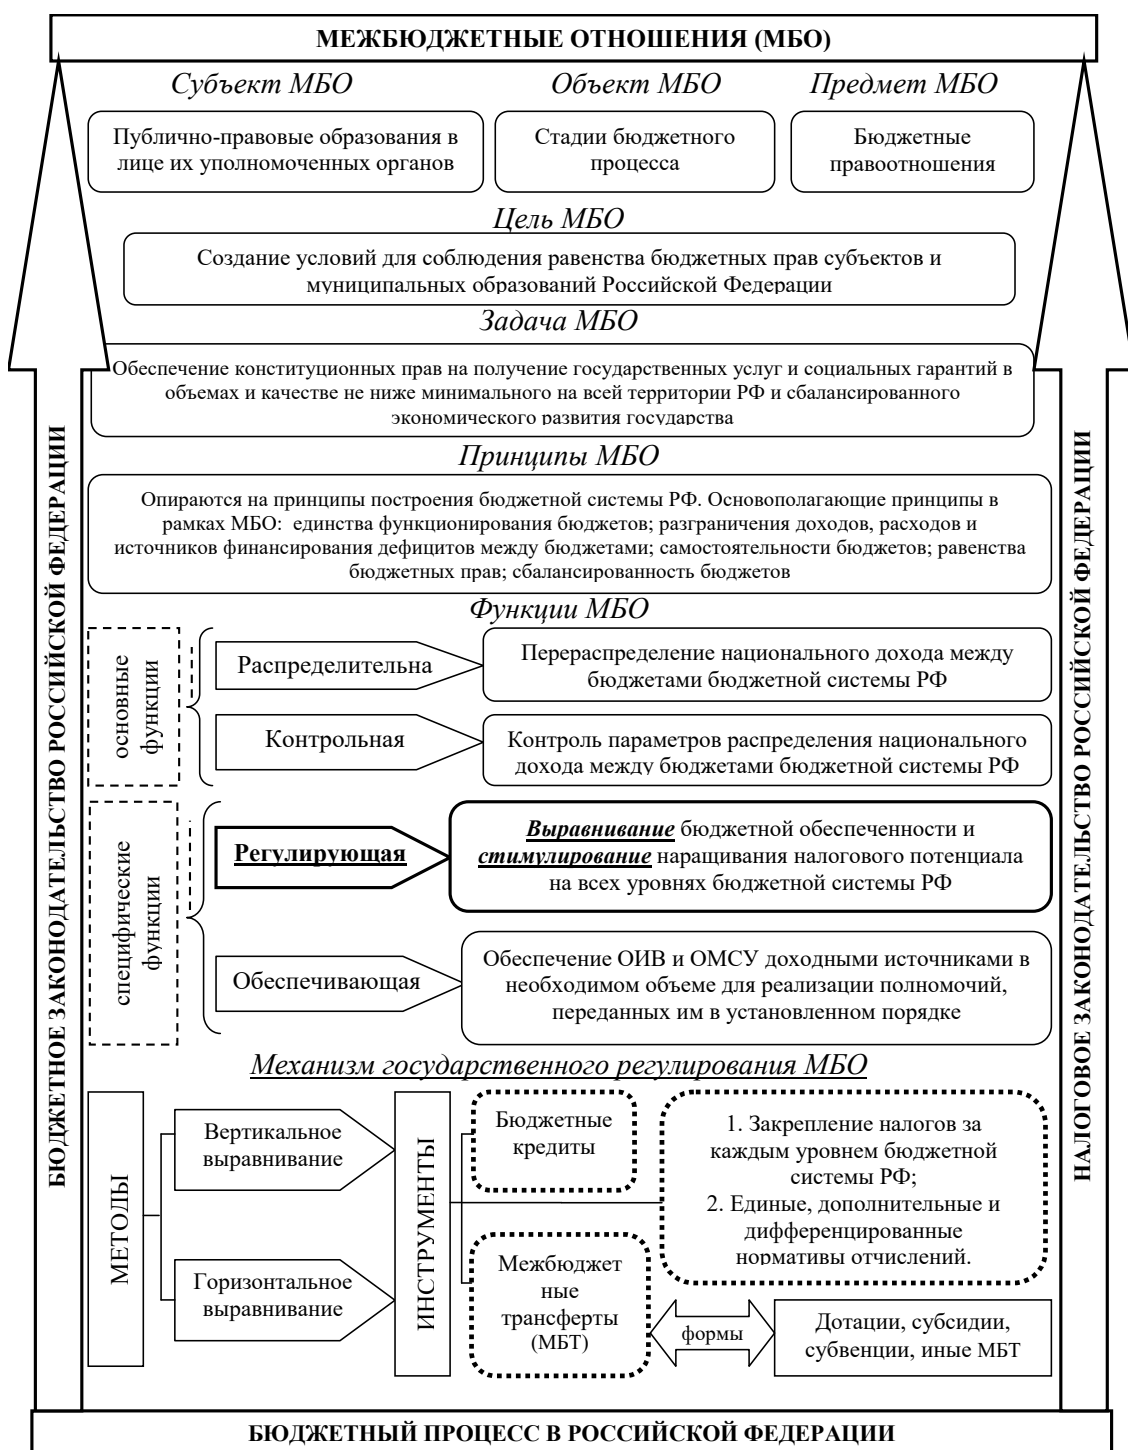 МЕЖБЮДЖЕТНЫЕ ОТНОШЕНИЯ (МБО)
Субъект МБО
Объект МБО
Предмет МБО
Публично-правовые образования в
лице их уполномоченных органов
Стадии бюджетного
процесса
Бюджетные
правоотношения
Цель МБО
Создание условий для соблюдения равенства бюджетных прав субъектов и
муниципальных образований Российской Федерации
Задача МБО
Обеспечение конституционных прав на получение государственных услуг и социальных гарантий в
объемах и качестве не ниже минимального на всей территории РФ и сбалансированного
экономического развития государства
Принципы МБО
Опираются на принципы построения бюджетной системы РФ. Основополагающие принципы в
рамках МБО: единства функционирования бюджетов; разграничения доходов, расходов и
источников финансирования дефицитов между бюджетами; самостоятельности бюджетов; равенства
бюджетных прав; сбалансированность бюджетов
Функции МБО
основные
функции
Распределительна
Перераспределение национального дохода между
бюджетами бюджетной системы РФ
Контрольная
Контроль параметров распределения национального
дохода между бюджетами бюджетной системы РФ
специфические
функции
Регулирующая
Выравнивание бюджетной обеспеченности и
стимулирование наращивания налогового потенциала
на всех уровнях бюджетной системы РФ
Обеспечивающая
Обеспечение ОИВ и ОМСУ доходными источниками в
необходимом объеме для реализации полномочий,
переданных им в установленном порядке
Механизм государственного регулирования МБО
МЕТОДЫ
Вертикальное
выравнивание
Горизонтальное
выравнивание
ИНСТРУМЕНТЫ
Бюджетные
кредиты
Межбюджет
ные
трансферты
(МБТ)
1. Закрепление налогов за
каждым уровнем бюджетной
системы РФ;
2. Единые, дополнительные и
дифференцированные
нормативы отчислений.
формы
Дотации, субсидии,
субвенции, иные МБТ
БЮДЖЕТНОЕ ЗАКОНОДАТЕЛЬСТВО РОССИЙСКОЙ ФЕДЕРАЦИИ
НАЛОГОВОЕ ЗАКОНОДАТЕЛЬСТВО РОССИЙСКОЙ ФЕДЕРАЦИИ
БЮДЖЕТНЫЙ ПРОЦЕСС В РОССИЙСКОЙ ФЕДЕРАЦИИ